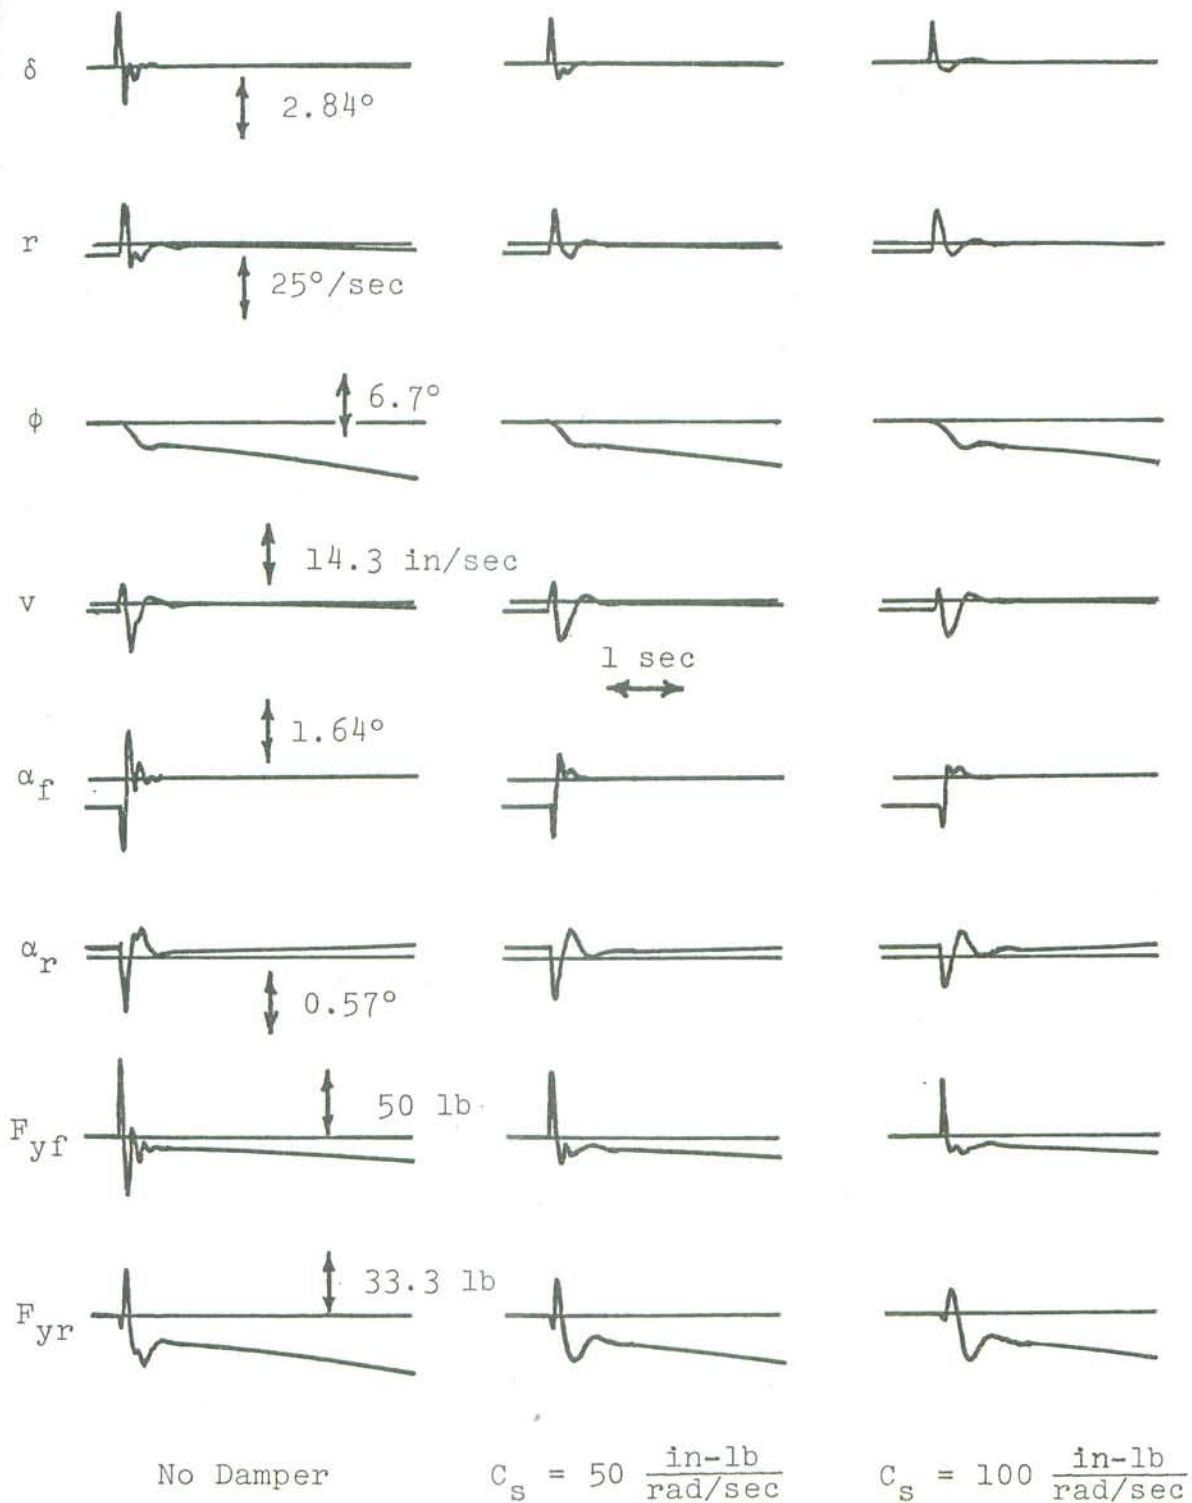 δ
2.84°
r
25°/sec
ϕ
6.7°
v
14.3 in/sec
1 sec
α_f
1.64°
α_r
0.57°
F_yf
50 lb
F_yr
33.3 lb
No Damper
C_s = 50 in-lb/rad/sec
C_s = 100 in-lb/rad/sec